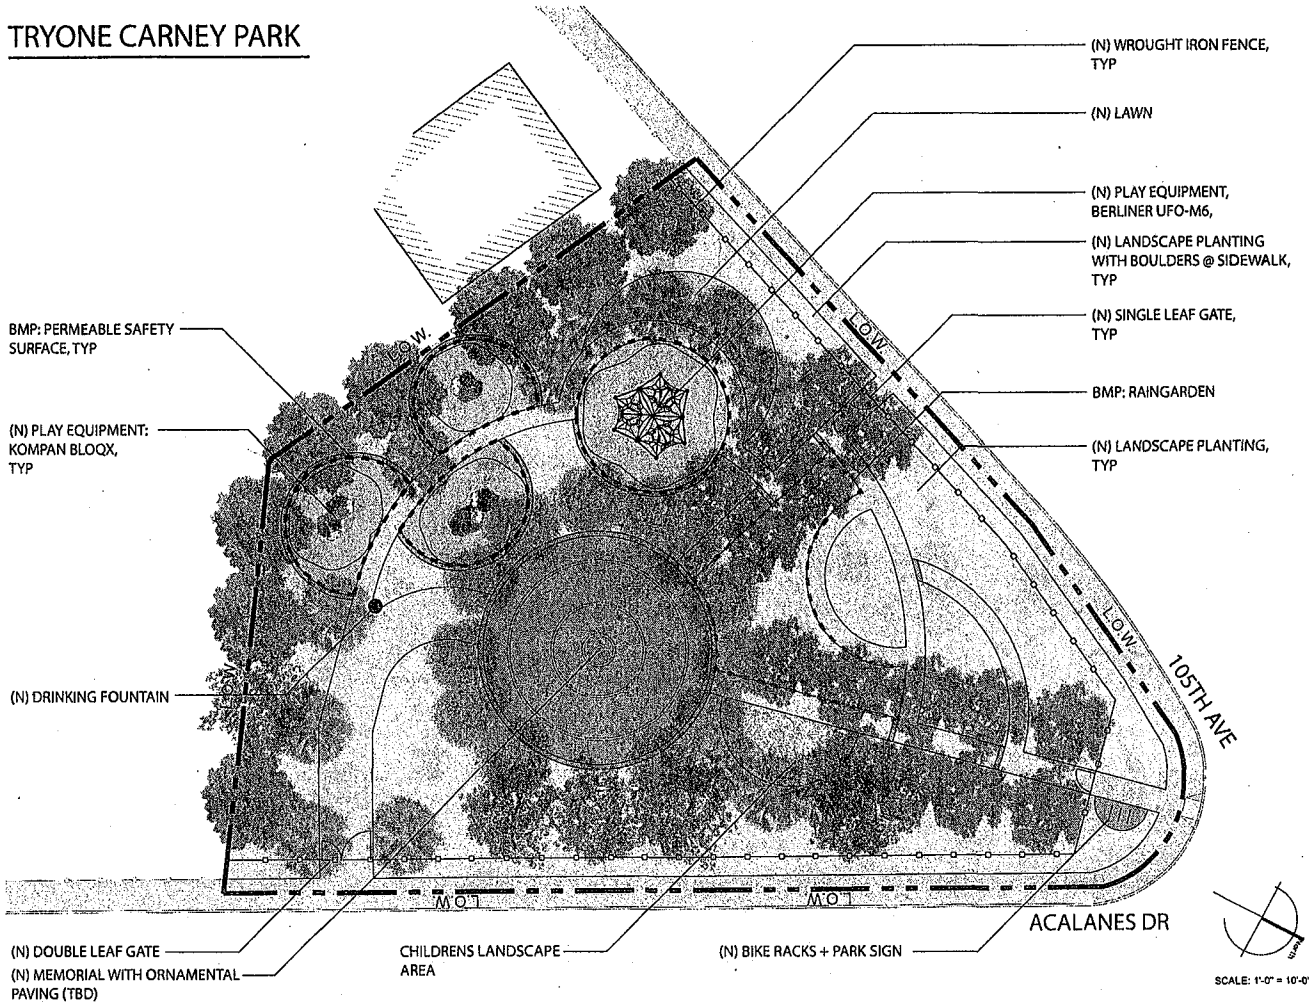 TRYONE CARNEY PARK
(N) WROUGHT IRON FENCE,
TYP
(N) LAWN
(N) PLAY EQUIPMENT,
BERLINER UFO-M6,
(N) LANDSCAPE PLANTING
WITH BOULDERS @ SIDEWALK,
TYP
(N) SINGLE LEAF GATE,
TYP
BMP: RAINGARDEN
(N) LANDSCAPE PLANTING,
TYP
BMP: PERMEABLE SAFETY
SURFACE, TYP
(N) PLAY EQUIPMENT:
KOMPAN BLOQX,
TYP
(N) DRINKING FOUNTAIN
L.O.W.
L.O.W.
L.O.W.
L.O.W.
L.O.W.
105TH AVE
ACALANES DR
(N) DOUBLE LEAF GATE
(N) MEMORIAL WITH ORNAMENTAL
PAVING (TBD)
CHILDRENS LANDSCAPE
AREA
(N) BIKE RACKS + PARK SIGN
North
SCALE: 1'-0" = 10'-0"